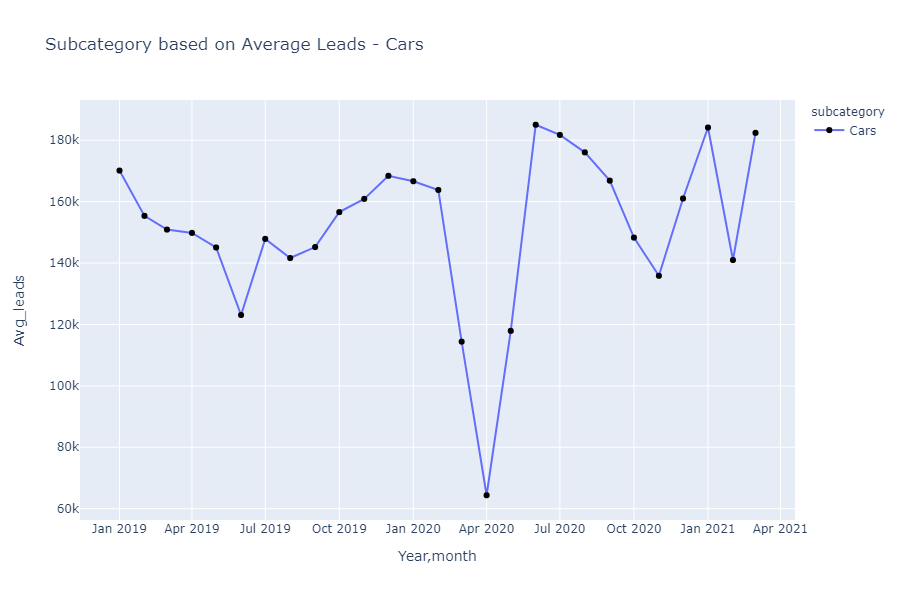 Subcategory based on Average Leads - Cars
subcategory
Cars
180k
160k
140k
120k
100k
80k
60k
Avg_leads
Jan 2019 Apr 2019 Jul 2019 Oct 2019 Jan 2020 Apr 2020 Jul 2020 Oct 2020 Jan 2021 Apr 2021
Year,month